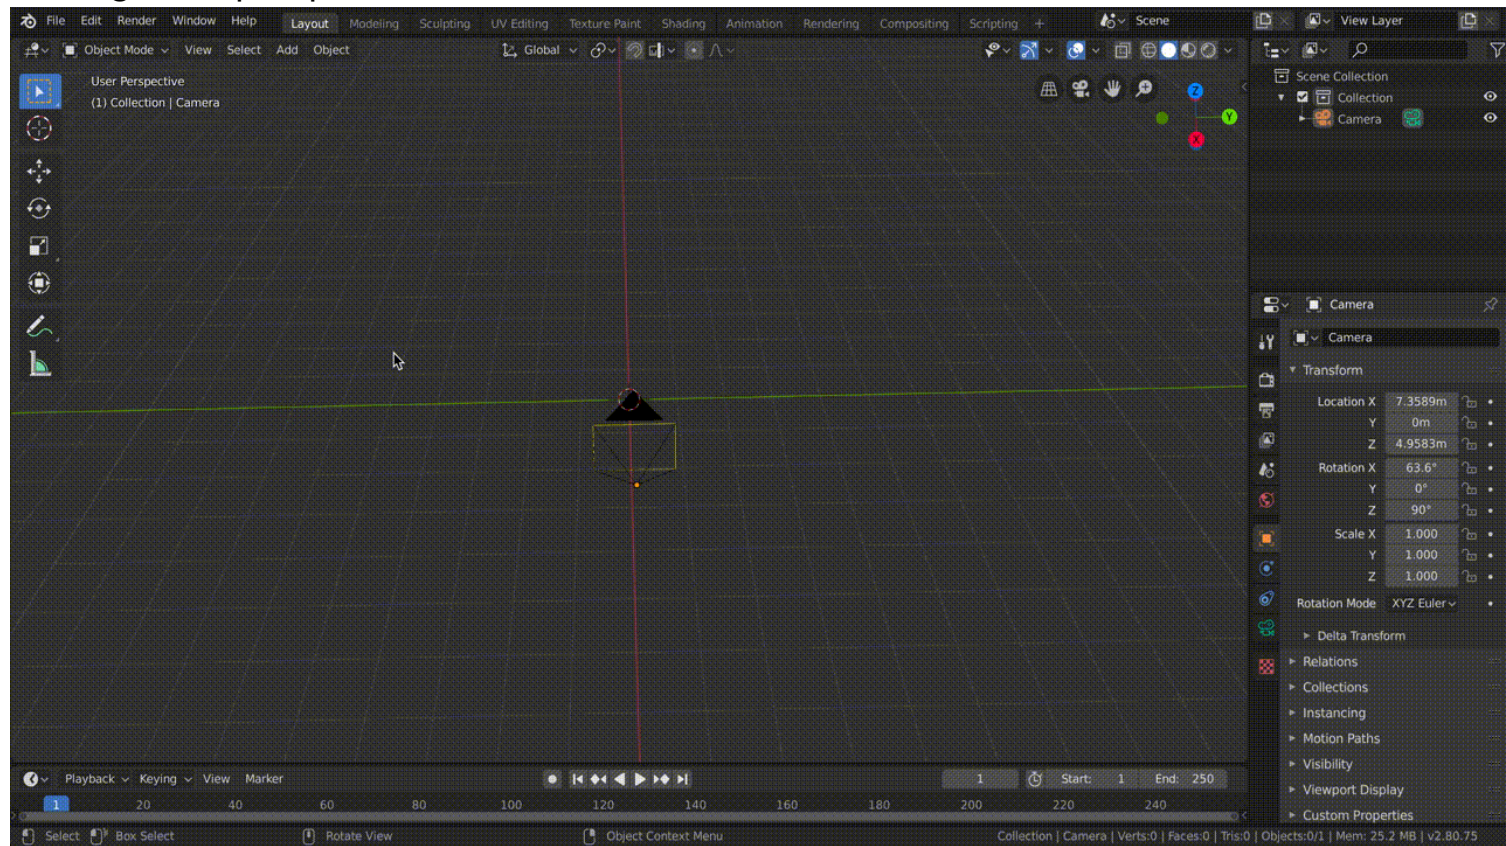 File Edit Render Window Help Layout Modeling Sculpting UV Editing Texture Paint Shading Animation Rendering Compositing Scripting + Scene View Layer
Object Mode View Select Add Object Global
User Perspective
(1) Collection | Camera
Z
Y
X
Scene Collection
Collection
Camera
Camera
Camera
Transform
Location X 7.3589m
Y 0m
Z 4.9583m
Rotation X 63.6°
Y 0°
Z 90°
Scale X 1.000
Y 1.000
Z 1.000
Rotation Mode XYZ Euler
Delta Transform
Relations
Collections
Instancing
Motion Paths
Visibility
Viewport Display
Custom Properties
Playback Keying View Marker 1 Start: 1 End: 250
1 20 40 60 80 100 120 140 160 180 200 220 240
Select Box Select Rotate View Object Context Menu Collection | Camera | Verts:0 | Faces:0 | Tris:0 | Objects:0/1 | Mem: 25.2 MB | v2.80.75